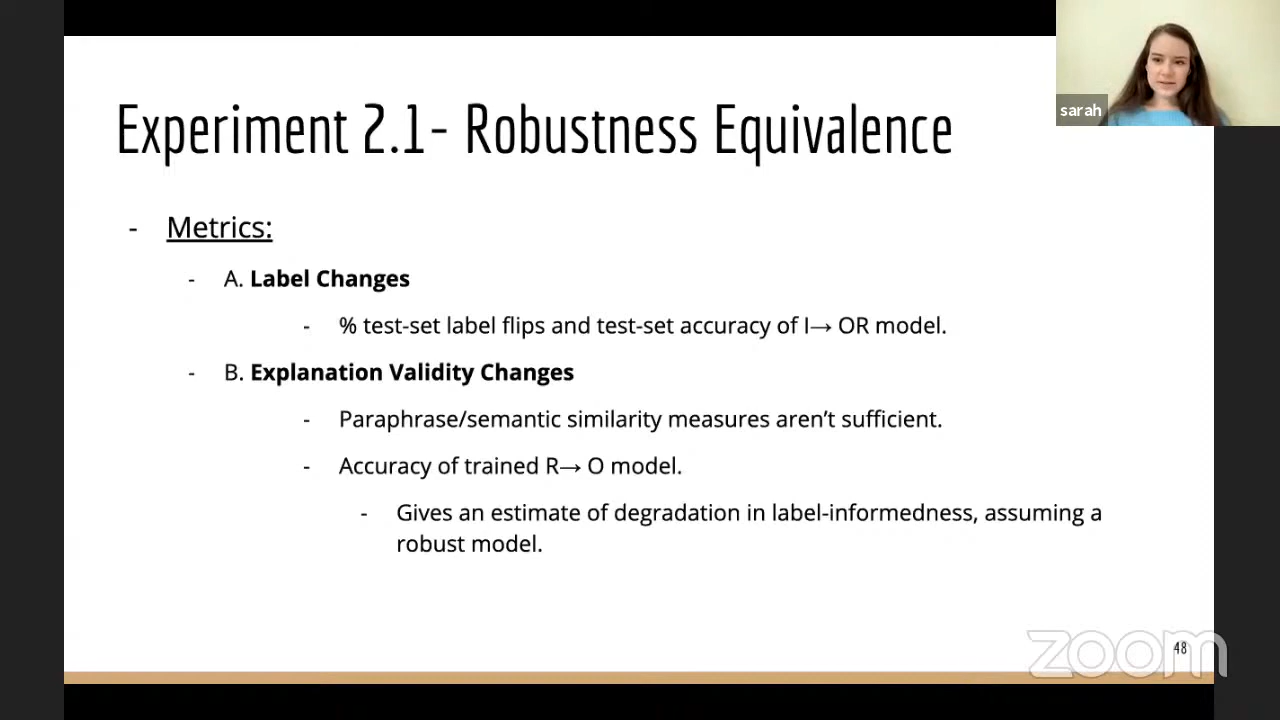 sarah
Experiment 2.1- Robustness Equivalence
- Metrics:
- A. Label Changes
- % test-set label flips and test-set accuracy of I→ OR model.
- B. Explanation Validity Changes
- Paraphrase/semantic similarity measures aren’t sufficient.
- Accuracy of trained R→ O model.
- Gives an estimate of degradation in label-informedness, assuming a
robust model.
48
zoom